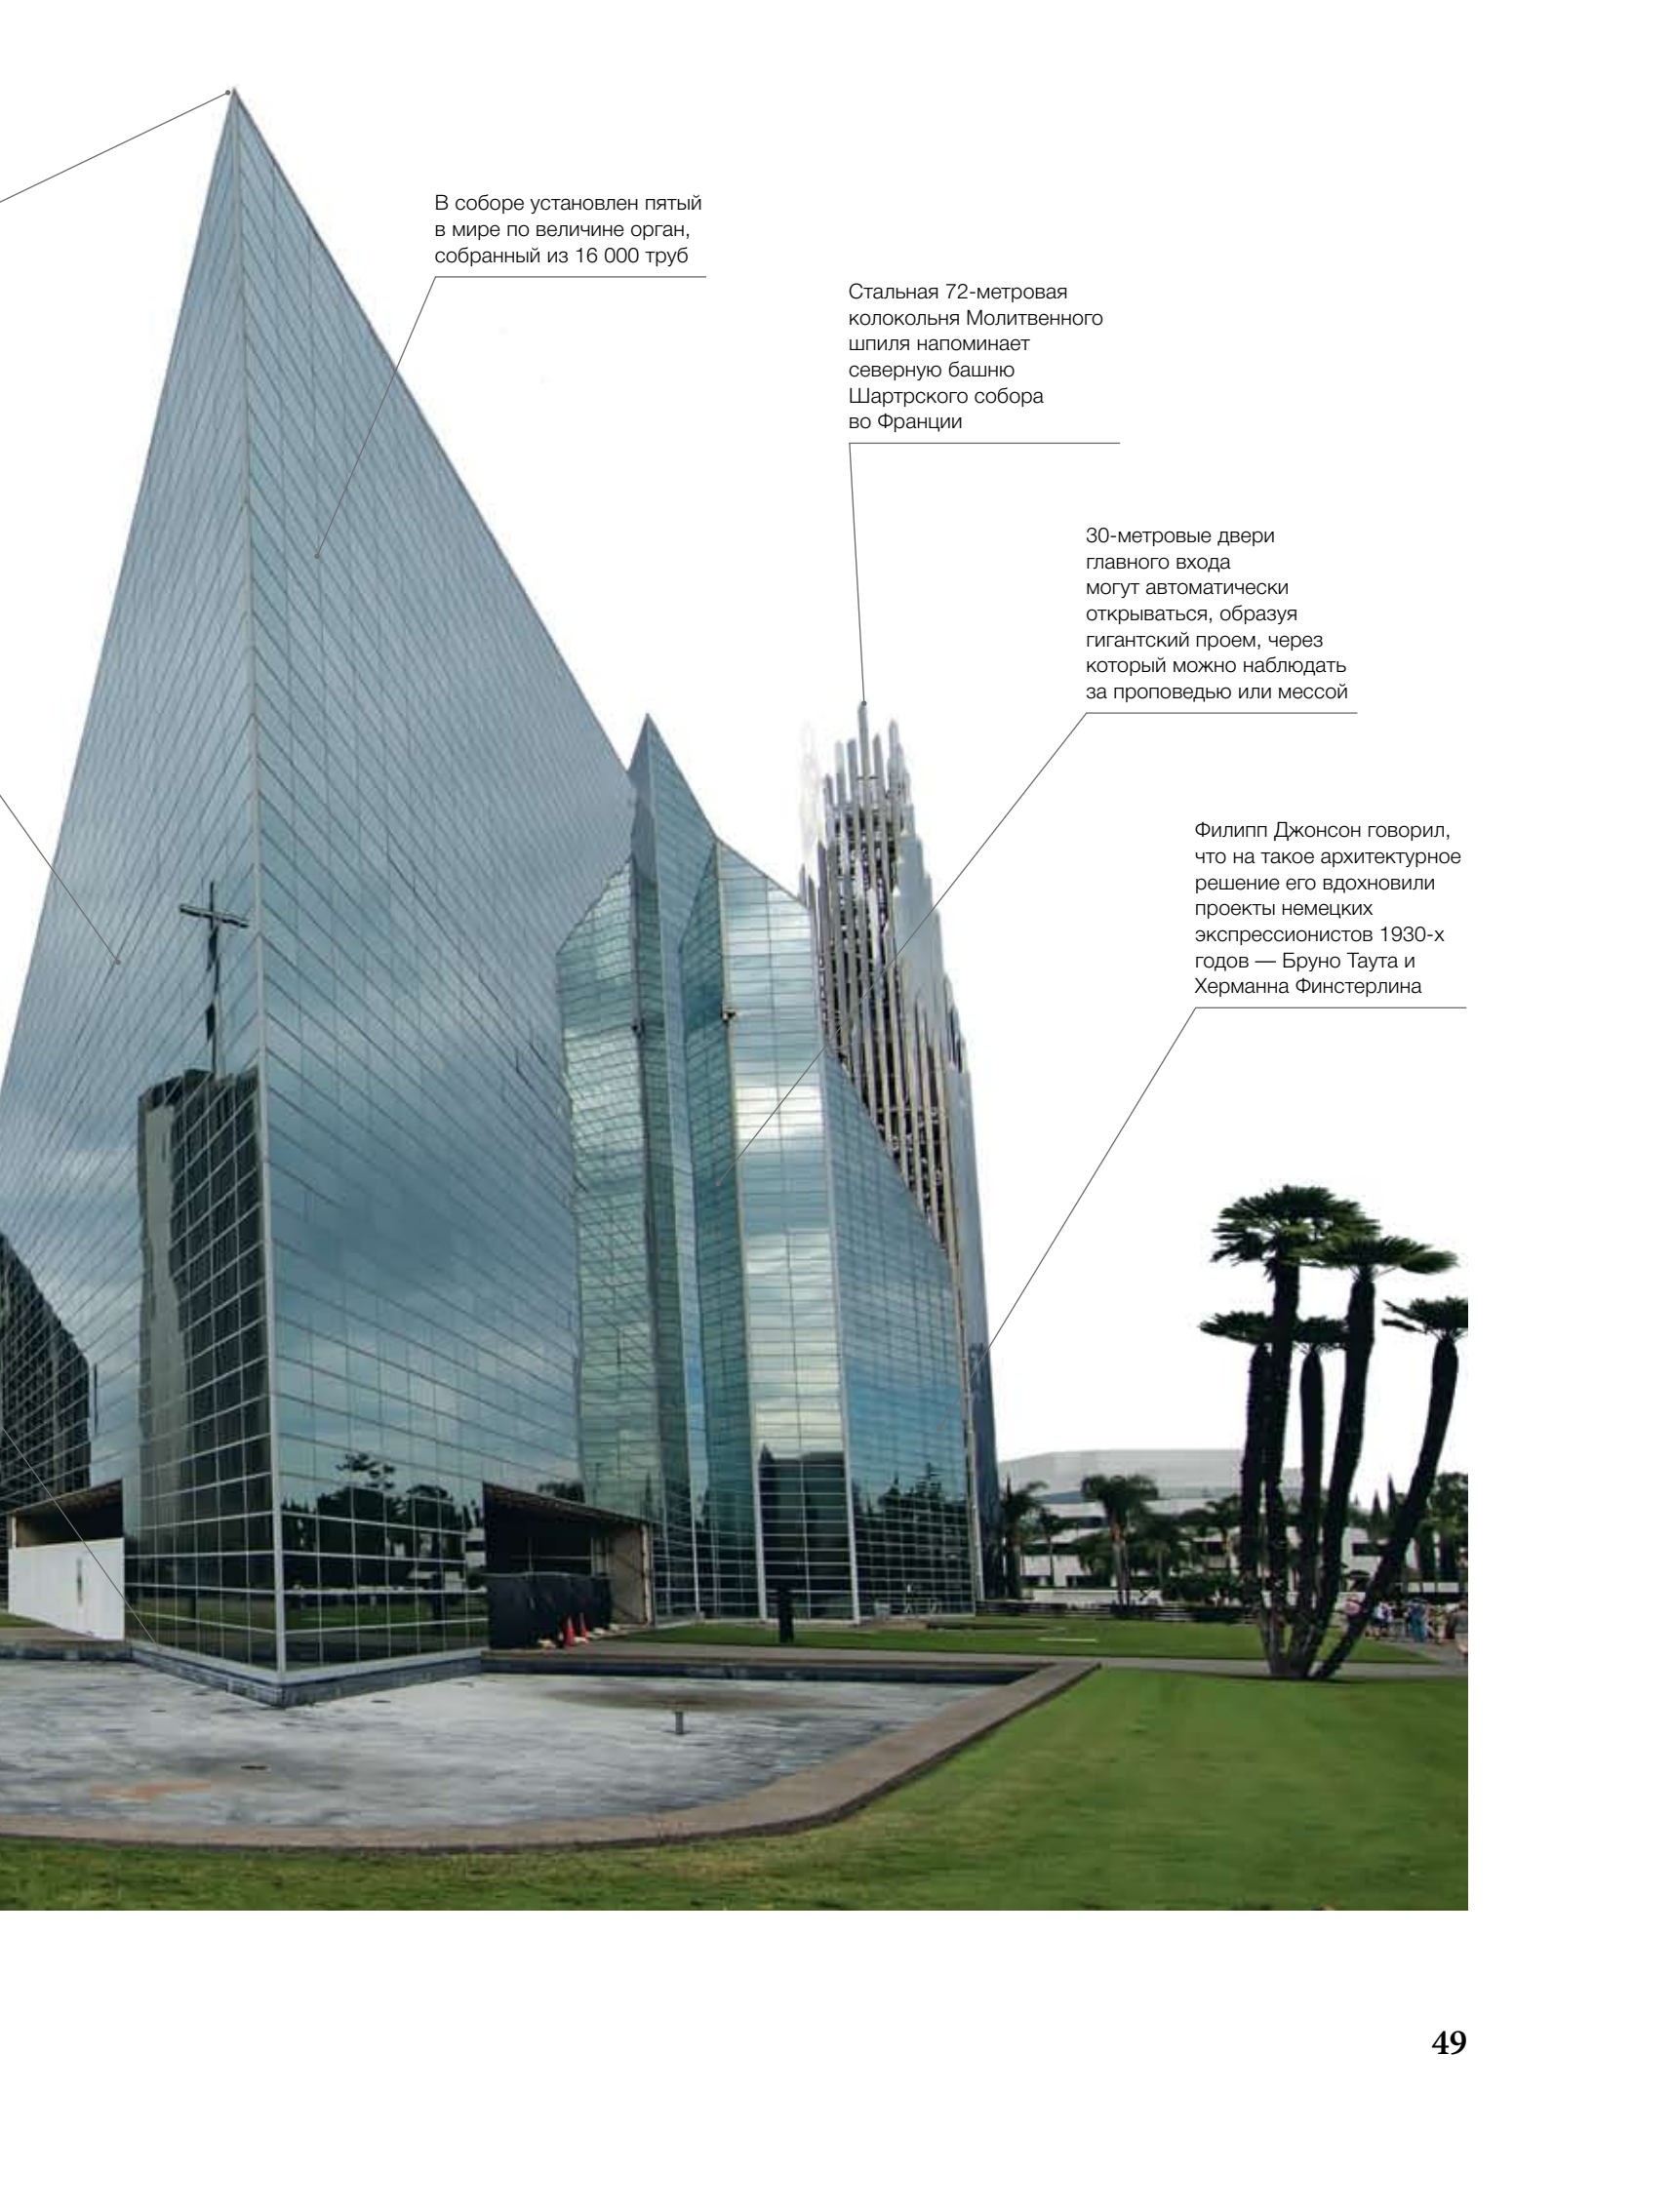 В соборе установлен пятый
в мире по величине орган,
собранный из 16 000 труб
Стальная 72-метровая
колокольня Молитвенного
шпиля напоминает
северную башню
Шартрского собора
во Франции
30-метровые двери
главного входа
могут автоматически
открываться, образуя
гигантский проем, через
который можно наблюдать
за проповедью или мессой
Филипп Джонсон говорил,
что на такое архитектурное
решение его вдохновили
проекты немецких
экспрессионистов 1930-х
годов — Бруно Таута и
Херманна Финстерлина
49